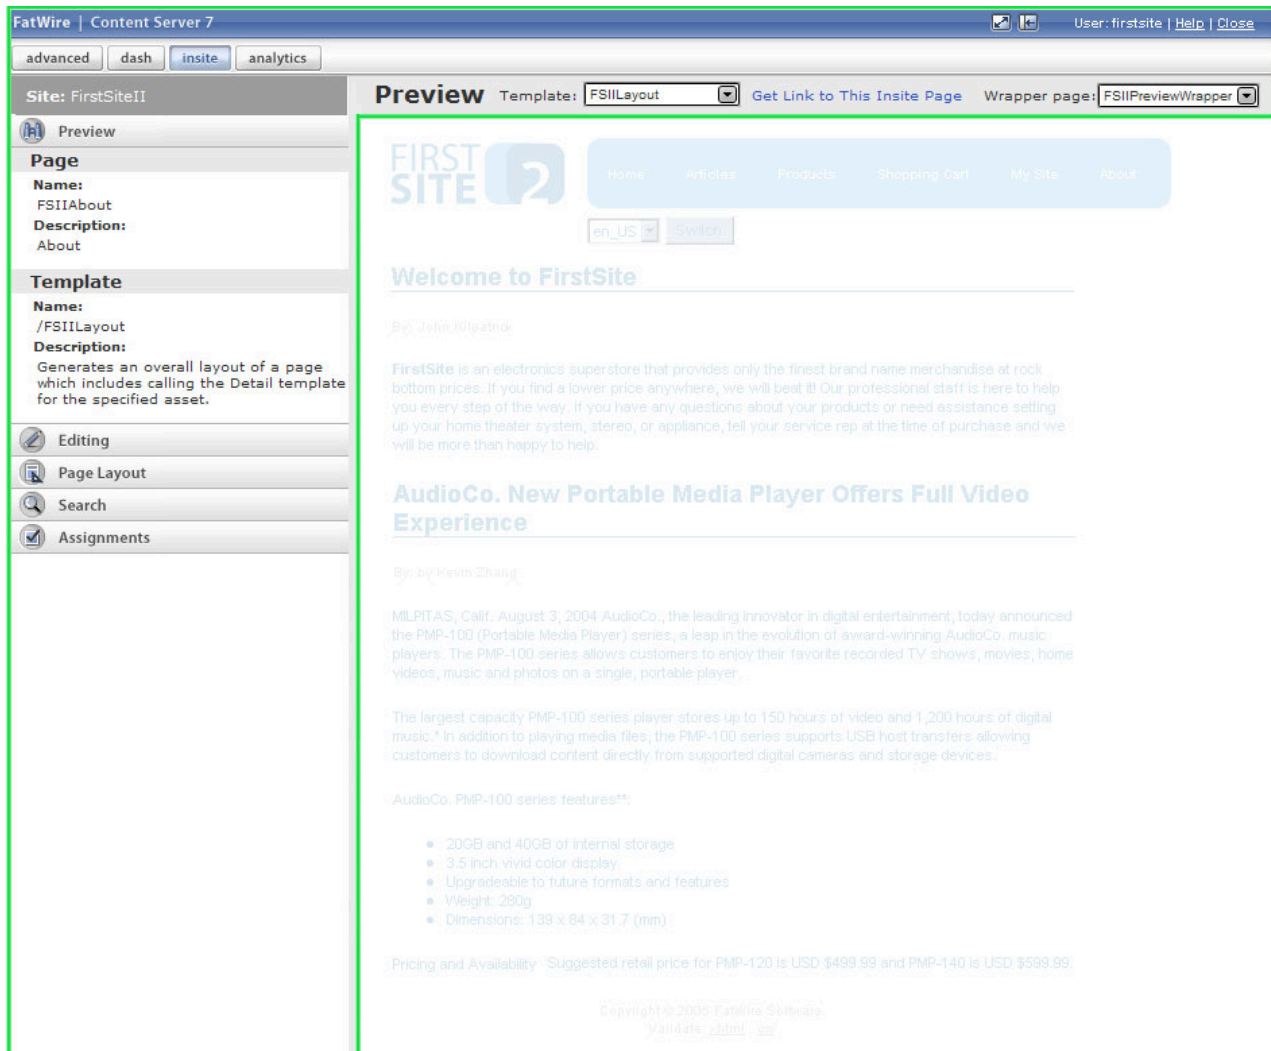 FatWire | Content Server 7
User: firstsite | Help | Close
advanced dash insite analytics
Site: FirstSiteII
Preview Template: FSIILayout Get Link to This Insite Page Wrapper page: FSIIPreviewWrapper
Preview
Page
Name:
FSIIAbout
Description:
About
Template
Name:
/FSIILayout
Description:
Generates an overall layout of a page
which includes calling the Detail template
for the specified asset.
Editing
Page Layout
Search
Assignments
FIRST
SITE 2
Home Articles Products Shopping Cart My Site About
en_US Switch
Welcome to FirstSite
By: John Kilpatrick
FirstSite is an electronics superstore that provides only the finest brand name merchandise at rock
bottom prices. If you find a lower price anywhere, we will beat it! Our professional staff is here to help
you every step of the way. If you have any questions about your products or need assistance setting
up your home theater system, stereo, or appliance, tell your service rep at the time of purchase and we
will be more than happy to help.
AudioCo. New Portable Media Player Offers Full Video
Experience
By: by Kevin Zhang
MILPITAS, Calif. August 3, 2004 AudioCo., the leading innovator in digital entertainment, today announced
the PMP-100 (Portable Media Player) series, a leap in the evolution of award-winning AudioCo. music
players. The PMP-100 series allows customers to enjoy their favorite recorded TV shows, movies, home
videos, music and photos on a single, portable player.
The largest capacity PMP-100 series player stores up to 150 hours of video and 1,200 hours of digital
music.* In addition to playing media files, the PMP-100 series supports USB host transfers allowing
customers to download content directly from supported digital cameras and storage devices.
AudioCo. PMP-100 series features**:
20GB and 40GB of internal storage
3.5 inch vivid color display
Upgradeable to future formats and features
Weight: 280g
Dimensions: 139 x 84 x 31.7 (mm)
Pricing and Availability Suggested retail price for PMP-120 is USD $499.99 and PMP-140 is USD $599.99.
Copyright © 2005 FatWire Software
Validate: xhtml